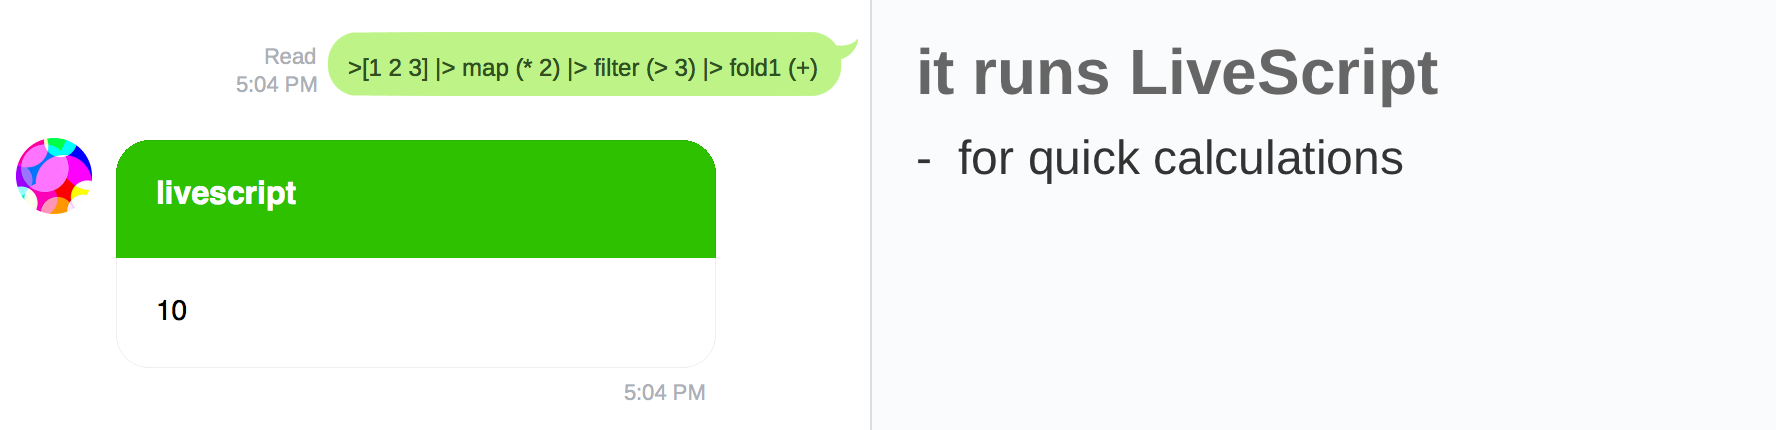 Read
5:04 PM
>[1 2 3] |> map (* 2) |> filter (> 3) |> fold1 (+)
livescript
10
5:04 PM
it runs LiveScript
- for quick calculations